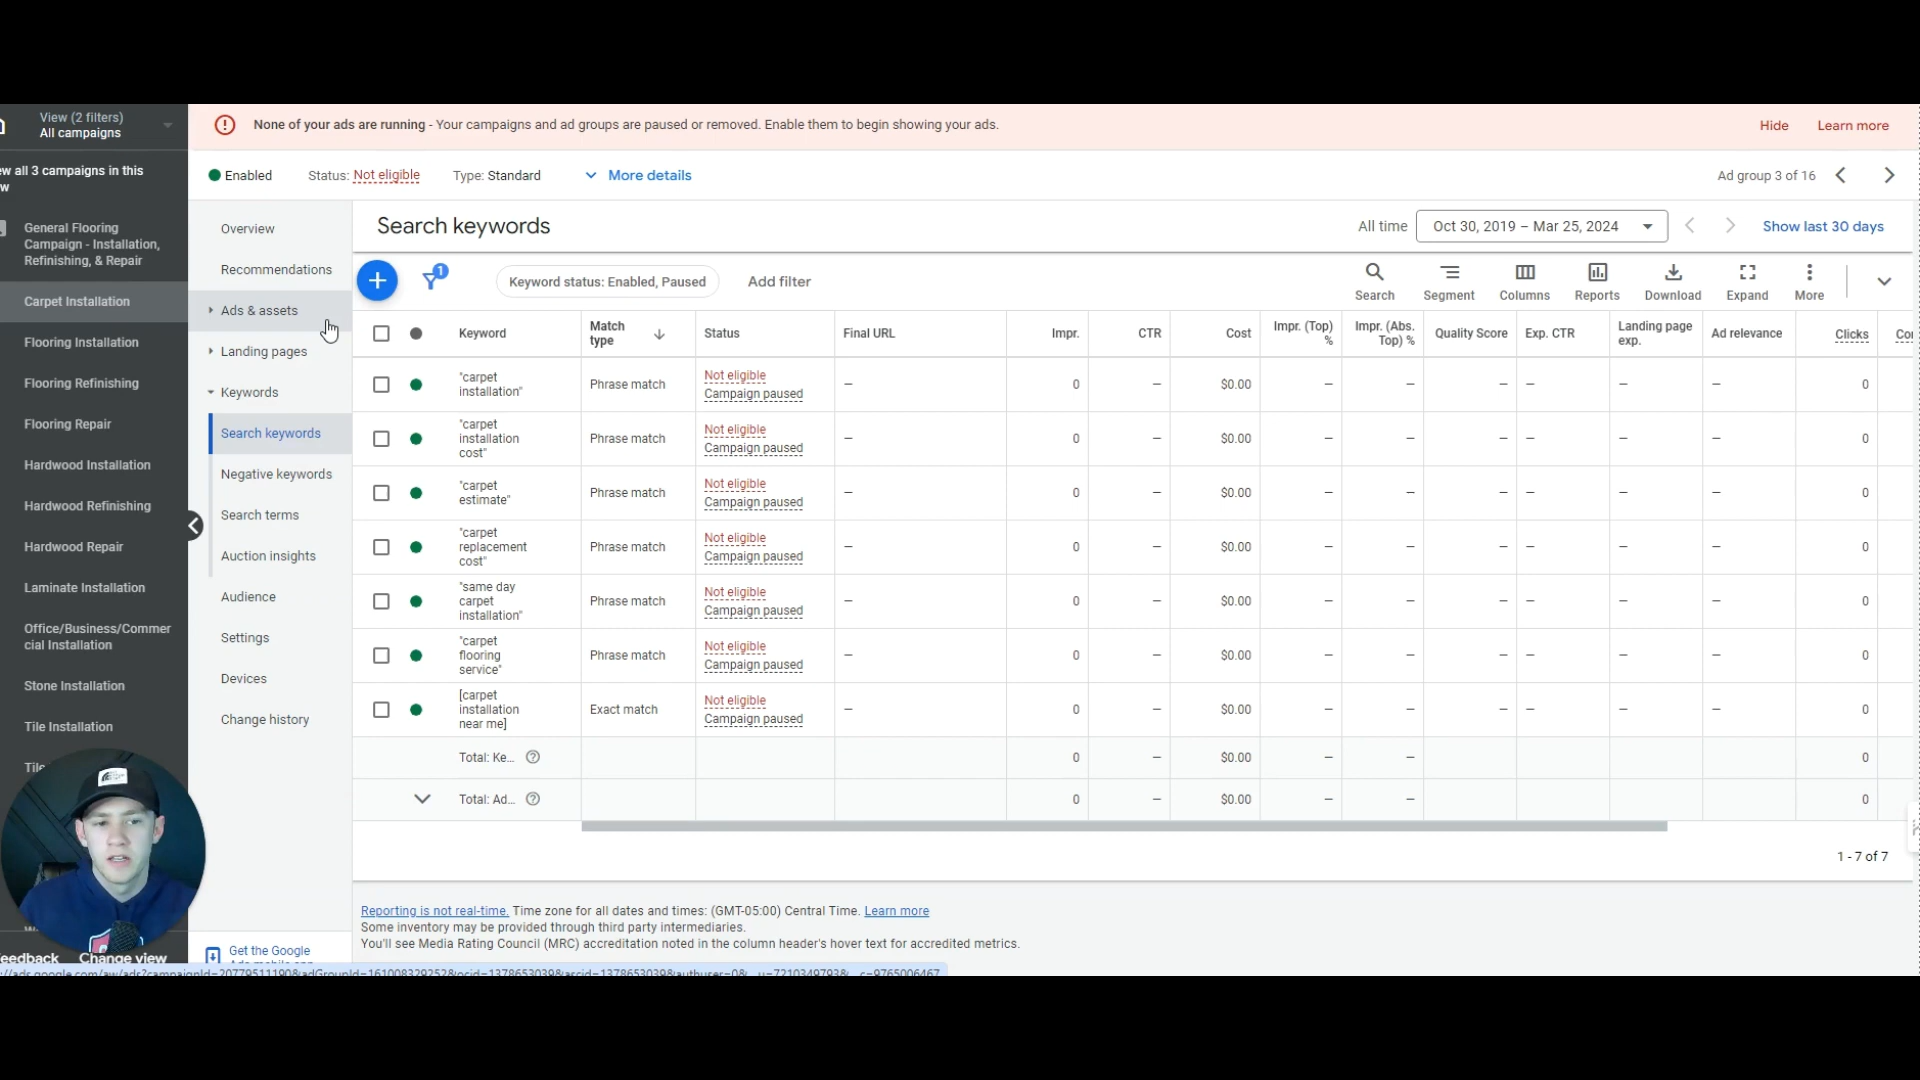 View (2 filters)
All campaigns
None of your ads are running - Your campaigns and ad groups are paused or removed. Enable them to begin showing your ads.
Hide
Learn more
ew all 3 campaigns in this
w
Enabled
Status: Not eligible
Type: Standard
More details
Ad group 3 of 16
General Flooring
Campaign - Installation,
Refinishing, & Repair
Carpet Installation
Flooring Installation
Flooring Refinishing
Flooring Repair
Hardwood Installation
Hardwood Refinishing
Hardwood Repair
Laminate Installation
Office/Business/Commer
cial Installation
Stone Installation
Tile Installation
Tile
eedback
Change view
Overview
Recommendations
Ads & assets
Landing pages
Keywords
Search keywords
Negative keywords
Search terms
Auction insights
Audience
Settings
Devices
Change history
Get the Google
Search keywords
All time
Oct 30, 2019 – Mar 25, 2024
Show last 30 days
1
Keyword status: Enabled, Paused
Add filter
Search
Segment
Columns
Reports
Download
Expand
More
Keyword
Match
type
Status
Final URL
Impr.
CTR
Cost
Impr. (Top)
%
Impr. (Abs.
Top) %
Quality Score
Exp. CTR
Landing page
exp.
Ad relevance
Clicks
Cor
"carpet
installation"
Phrase match
Not eligible
Campaign paused
– 0 – $0.00 – – – – – – 0
"carpet
installation
cost"
Phrase match
Not eligible
Campaign paused
– 0 – $0.00 – – – – – – 0
"carpet
estimate"
Phrase match
Not eligible
Campaign paused
– 0 – $0.00 – – – – – – 0
"carpet
replacement
cost"
Phrase match
Not eligible
Campaign paused
– 0 – $0.00 – – – – – – 0
"same day
carpet
installation"
Phrase match
Not eligible
Campaign paused
– 0 – $0.00 – – – – – – 0
"carpet
flooring
service"
Phrase match
Not eligible
Campaign paused
– 0 – $0.00 – – – – – – 0
[carpet
installation
near me]
Exact match
Not eligible
Campaign paused
– 0 – $0.00 – – – – – – 0
Total: Ke... 0 – $0.00 – – 0
Total: Ad... 0 – $0.00 – – 0
1 - 7 of 7
Reporting is not real-time. Time zone for all dates and times: (GMT-05:00) Central Time. Learn more
Some inventory may be provided through third party intermediaries.
You'll see Media Rating Council (MRC) accreditation noted in the column header's hover text for accredited metrics.